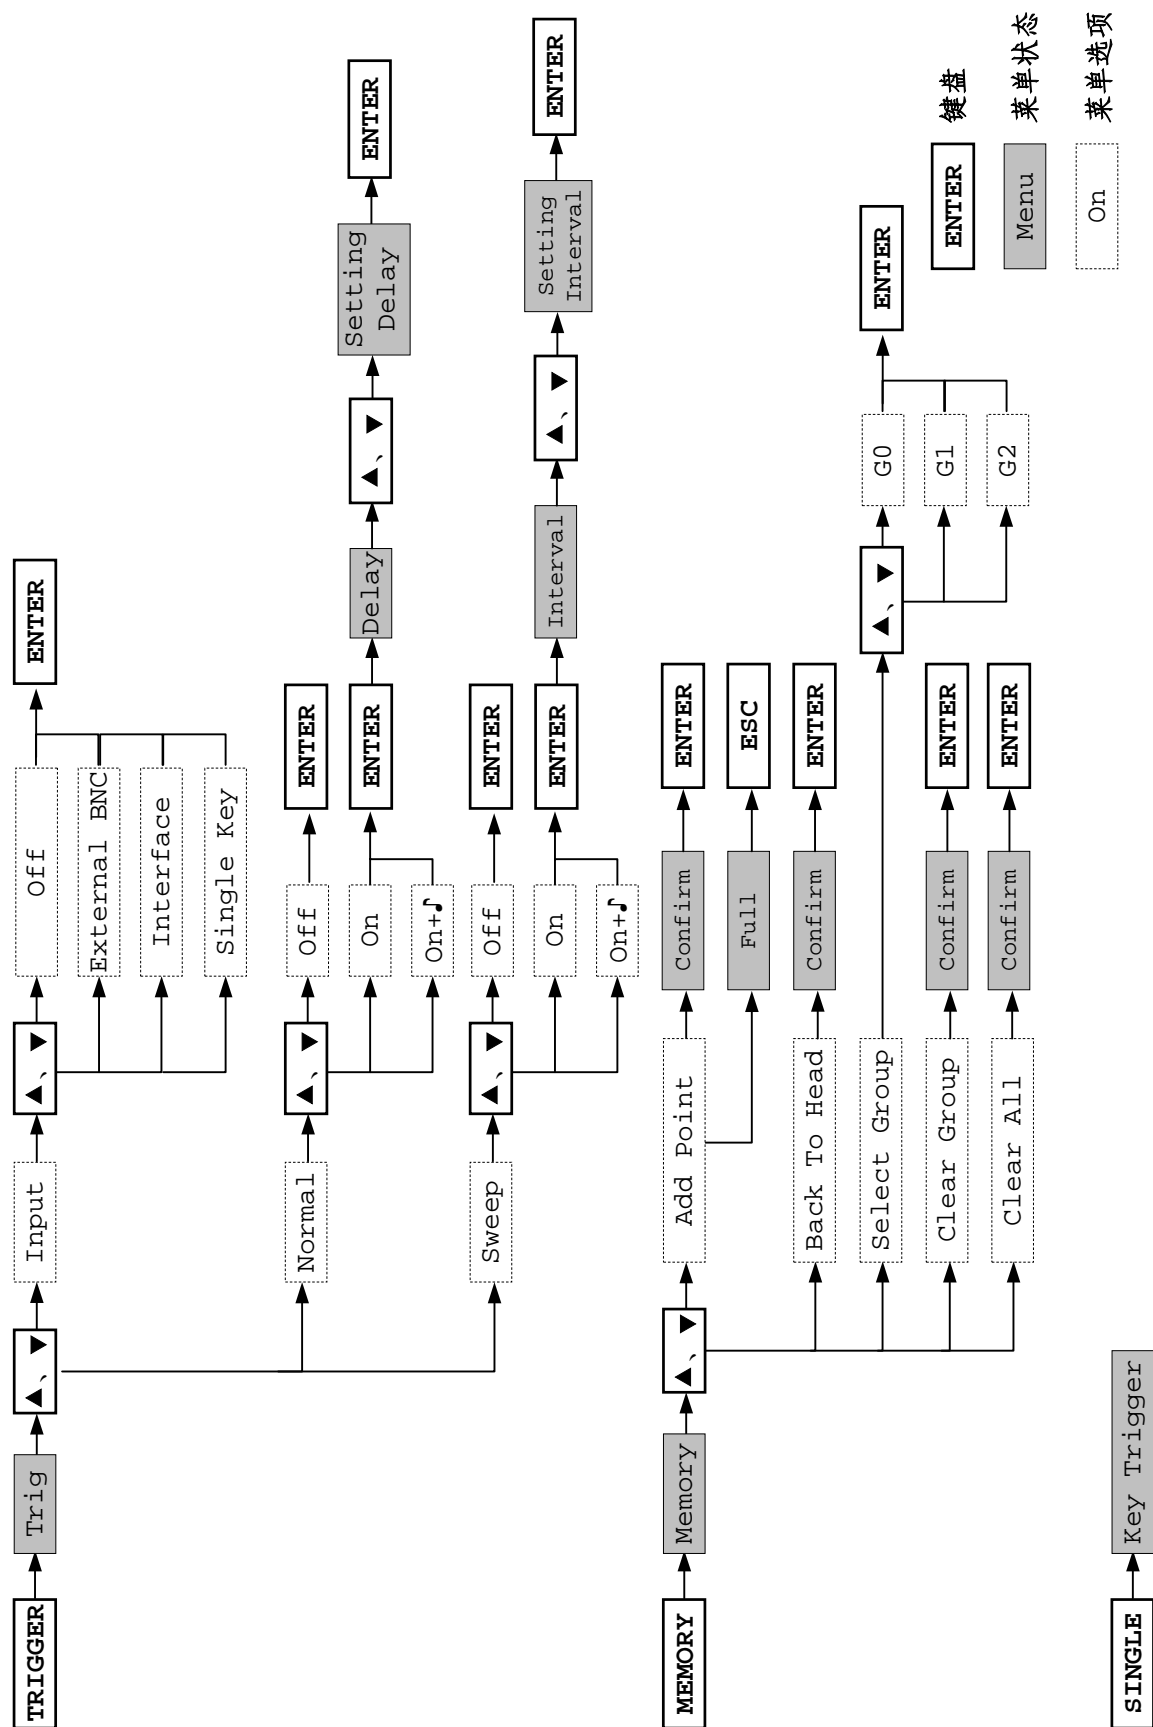 TRIGGER
Trig
▲、▼
Input
▲、▼
Off
External BNC
Interface
Single Key
ENTER
Normal
▲、▼
Off
ENTER
On
On+♪
ENTER
Delay
▲、▼
Setting
Delay
ENTER
Sweep
▲、▼
Off
ENTER
On
On+♪
ENTER
Interval
▲、▼
Setting
Interval
ENTER
MEMORY
Memory
▲、▼
Add Point
Confirm
ENTER
Full
ESC
Back To Head
Confirm
ENTER
Select Group
▲、▼
G0
G1
G2
ENTER
Clear Group
Confirm
ENTER
Clear All
Confirm
ENTER
SINGLE
Key Trigger
ENTER 键盘
Menu 菜单状态
On 菜单选项